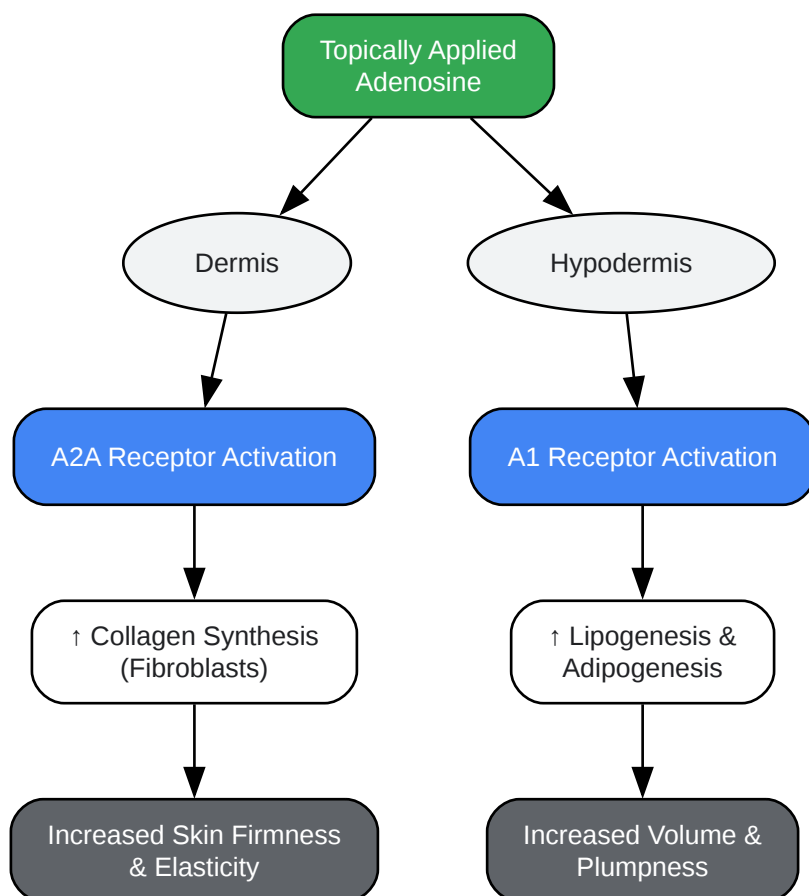 Topically Applied
Adenosine
Dermis
Hypodermis
A2A Receptor Activation
A1 Receptor Activation
↑ Collagen Synthesis
(Fibroblasts)
↑ Lipogenesis &
Adipogenesis
Increased Skin Firmness
& Elasticity
Increased Volume &
Plumpness